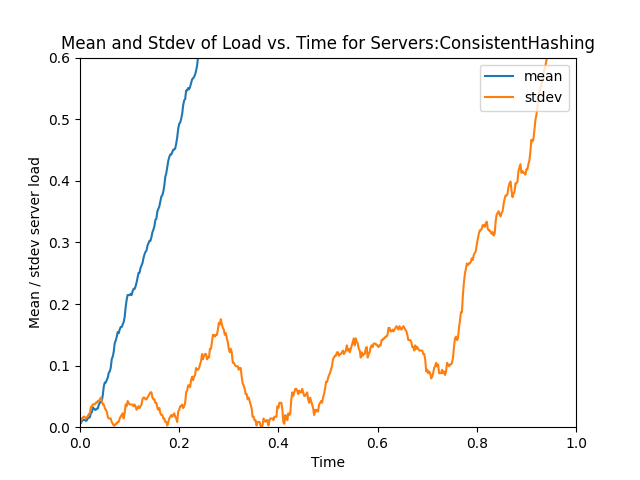 Mean and Stdev of Load vs. Time for Servers:ConsistentHashing
mean
stdev
Mean / stdev server load
0.6
0.5
0.4
0.3
0.2
0.1
0.0
0.0 0.2 0.4 0.6 0.8 1.0
Time